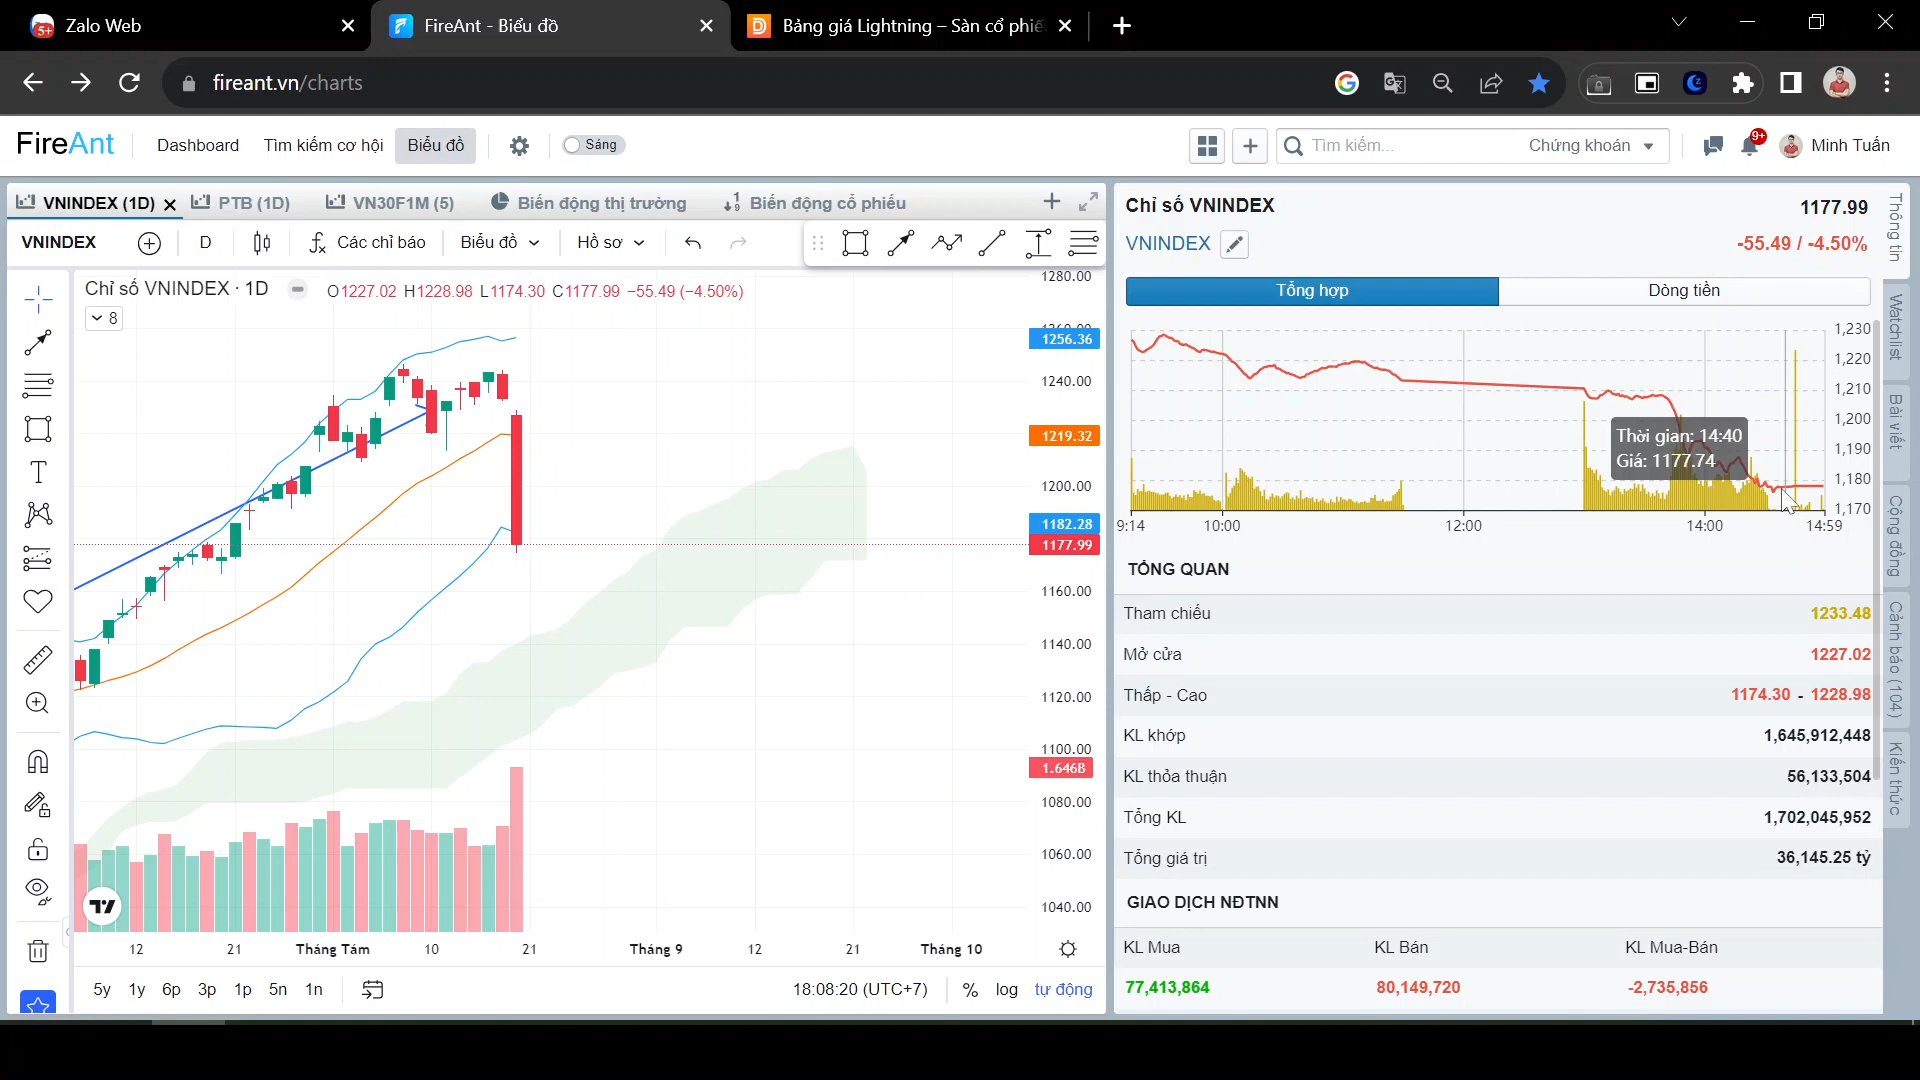 Zalo Web
FireAnt - Biểu đồ
Bảng giá Lightning – Sàn cổ phiế
fireant.vn/charts
FireAnt
Dashboard
Tìm kiếm cơ hội
Biểu đồ
Sáng
Tìm kiếm...
Chứng khoán
9+
Minh Tuấn
VNINDEX (1D)
PTB (1D)
VN30F1M (5)
Biến động thị trường
Biến động cổ phiếu
VNINDEX
D
Các chỉ báo
Biểu đồ
Hồ sơ
Chỉ số VNINDEX · 1D
O1227.02 H1228.98 L1174.30 C1177.99 −55.49 (−4.50%)
8
1280.00
1256.36
1240.00
1219.32
1200.00
1182.28
1177.99
1160.00
1140.00
1120.00
1100.00
1.646B
1080.00
1060.00
1040.00
12
21
Tháng Tám
10
21
Tháng 9
12
21
Tháng 10
5y
1y
6p
3p
1p
5n
1n
18:08:20 (UTC+7)
%
log
tự động
Chỉ số VNINDEX
1177.99
VNINDEX
-55.49 / -4.50%
Tổng hợp
Dòng tiền
1,230
1,220
1,210
1,200
1,190
1,180
1,170
Thời gian: 14:40
Giá: 1177.74
9:14
10:00
12:00
14:00
14:59
TỔNG QUAN
Tham chiếu 1233.48
Mở cửa 1227.02
Thấp - Cao 1174.30 - 1228.98
KL khớp 1,645,912,448
KL thỏa thuận 56,133,504
Tổng KL 1,702,045,952
Tổng giá trị 36,145.25 tỷ
GIAO DỊCH NĐTNN
KL Mua KL Bán KL Mua-Bán
77,413,864 80,149,720 -2,735,856
Thông tin
Watchlist
Bài viết
Cộng đồng
Cảnh báo (104)
Kiến thức